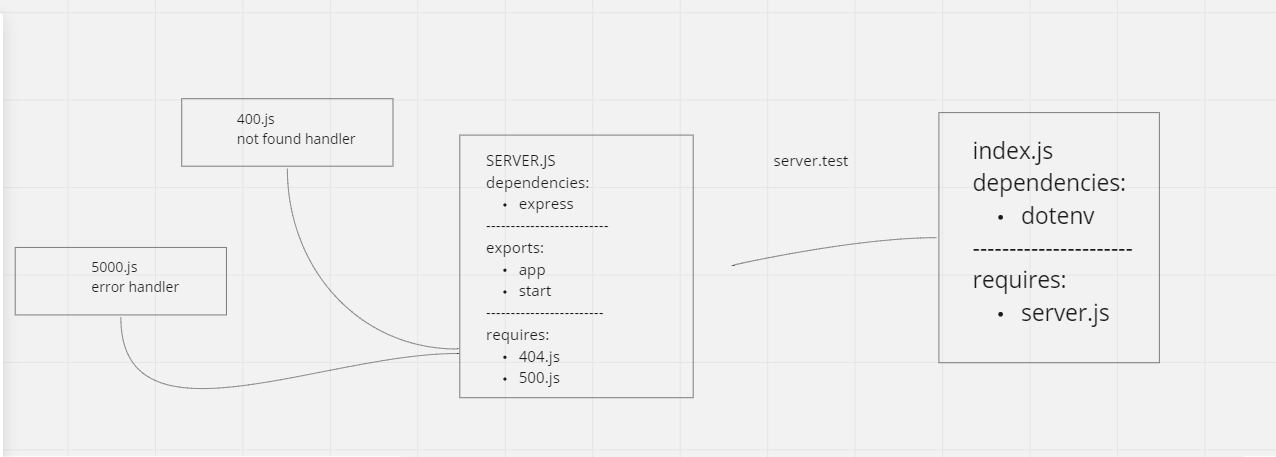 400.js
not found handler
5000.js
error handler
SERVER.JS
dependencies:
• express
--------------------------
exports:
• app
• start
-------------------------
requires:
• 404.js
• 500.js
server.test
index.js
dependencies:
• dotenv
----------------------
requires:
• server.js